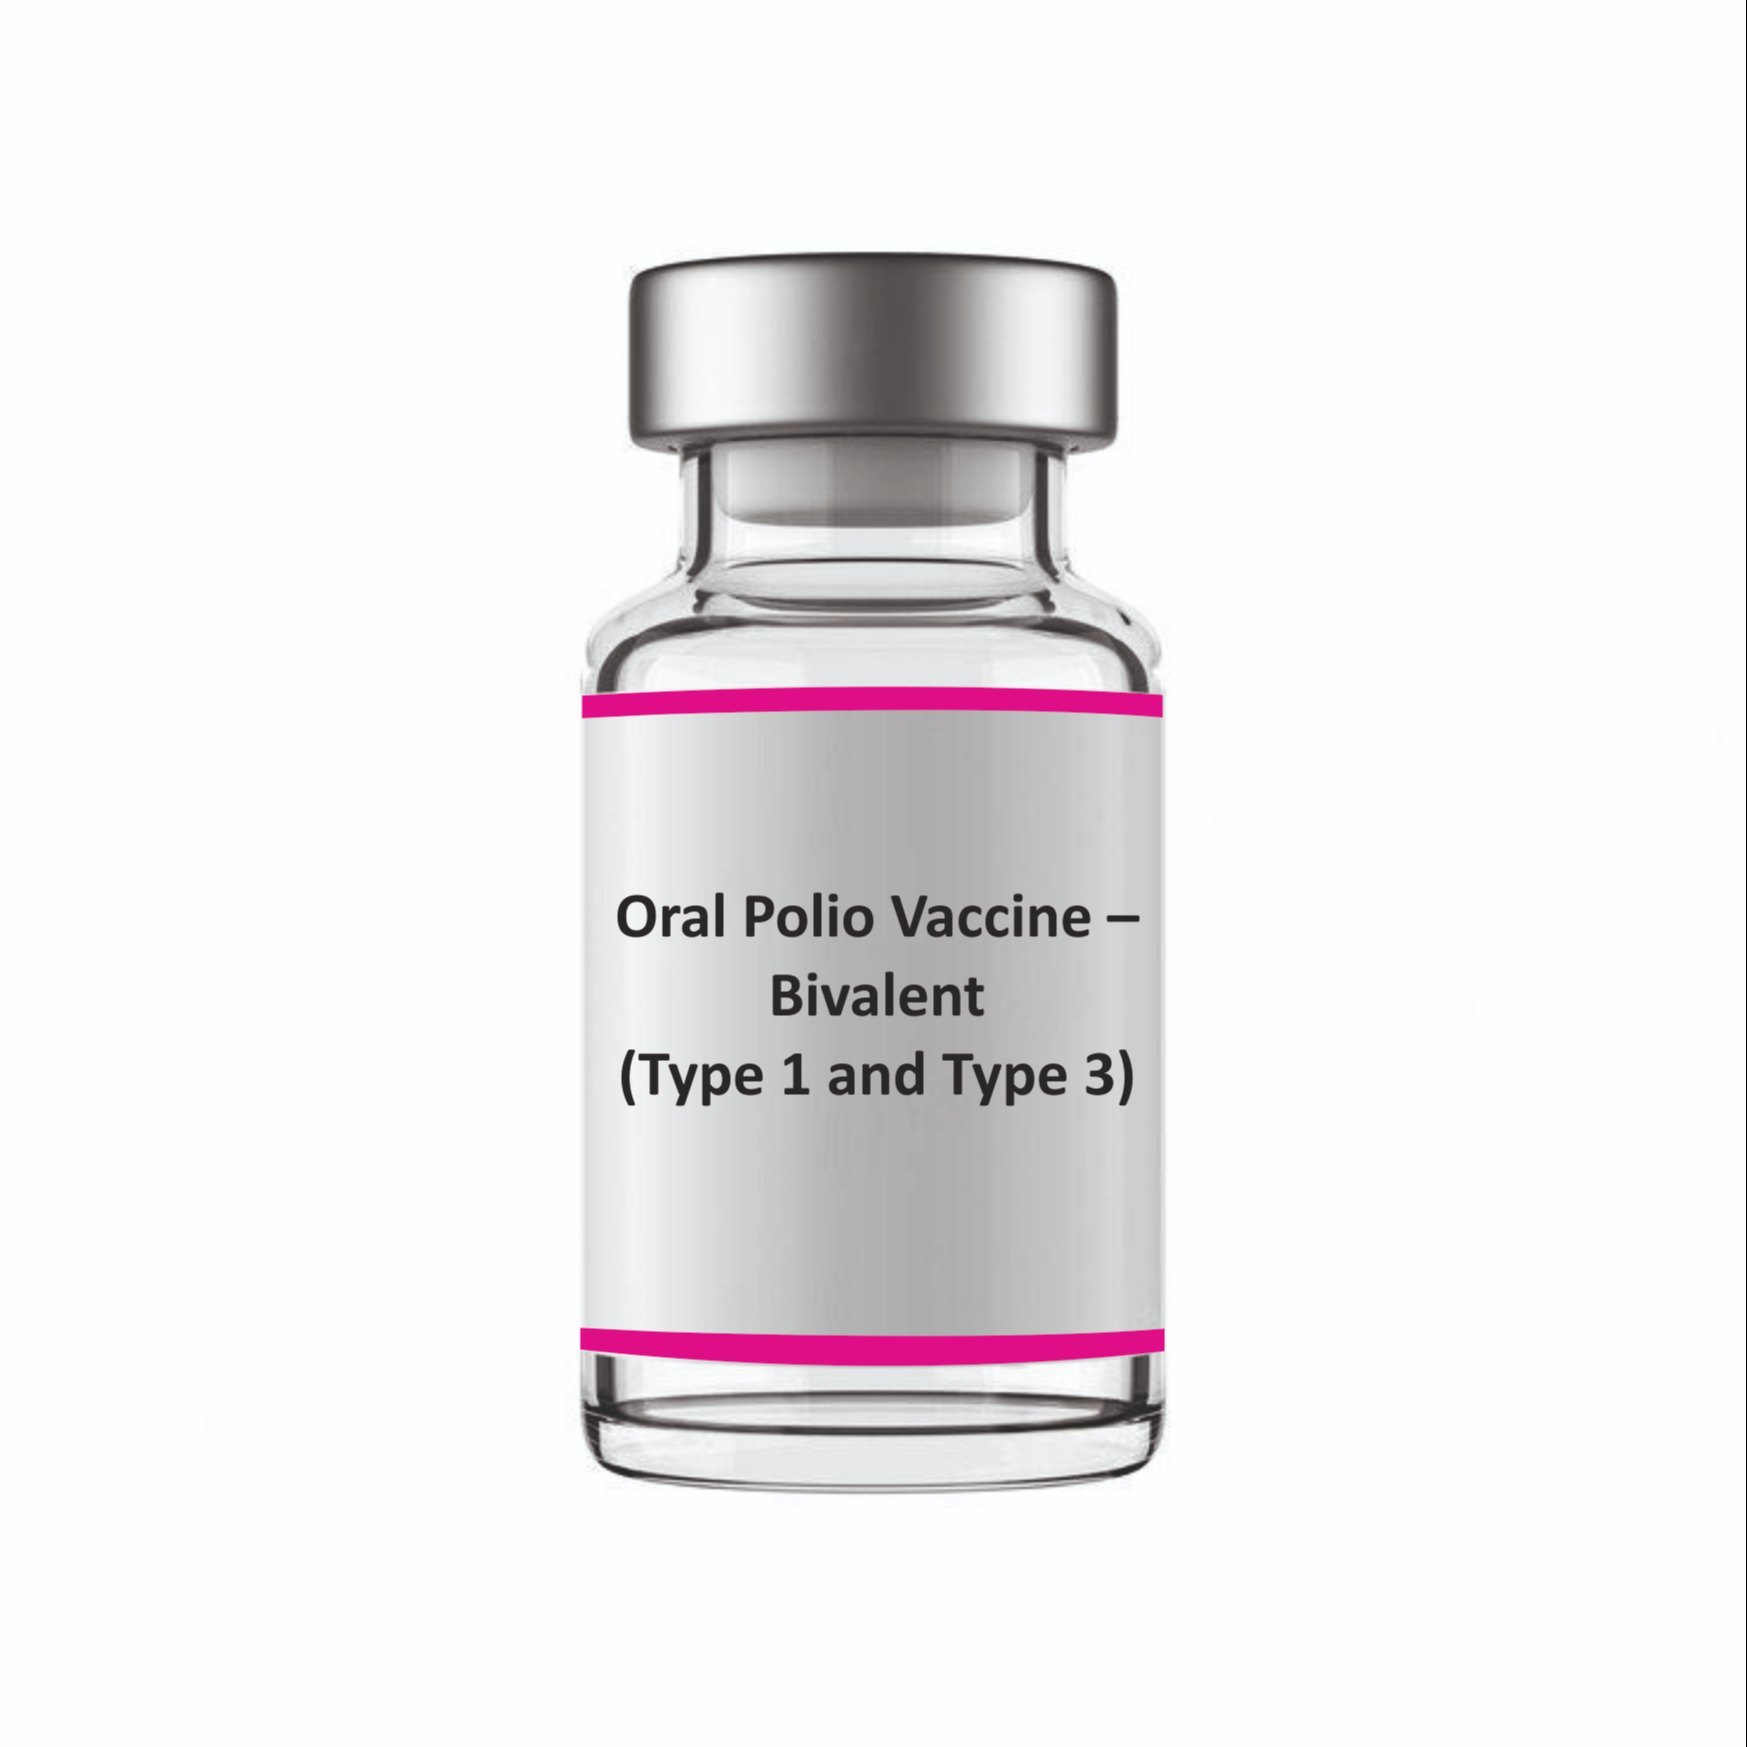 Oral Polio Vaccine –
Bivalent
(Type 1 and Type 3)